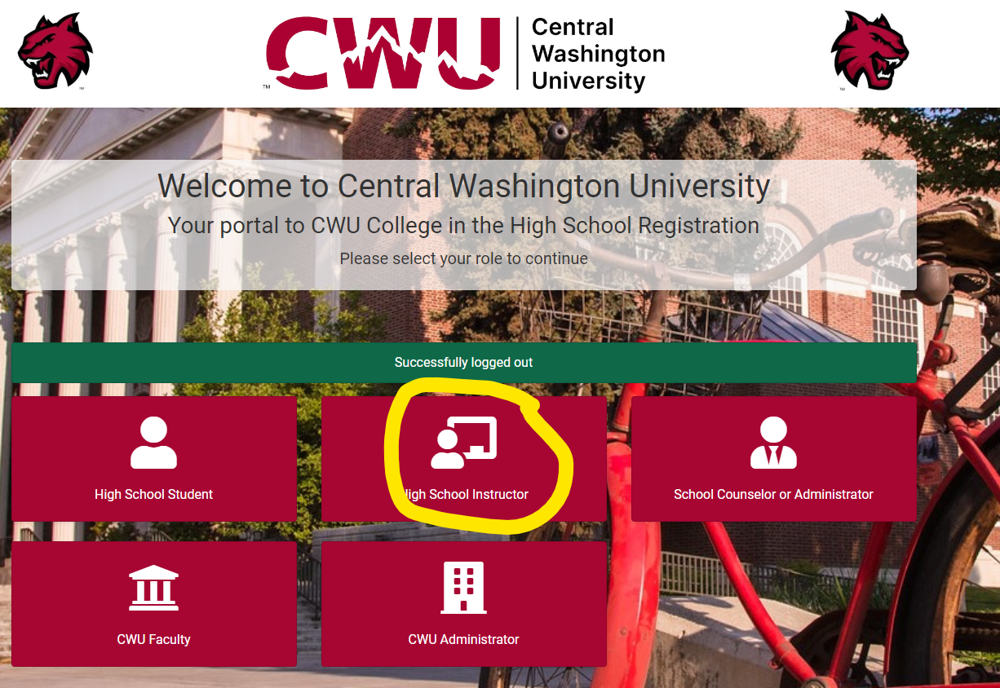 CWU
Central
Washington
University
TM
Welcome to Central Washington University
Your portal to CWU College in the High School Registration
Please select your role to continue
Successfully logged out
High School Student
High School Instructor
School Counselor or Administrator
CWU Faculty
CWU Administrator